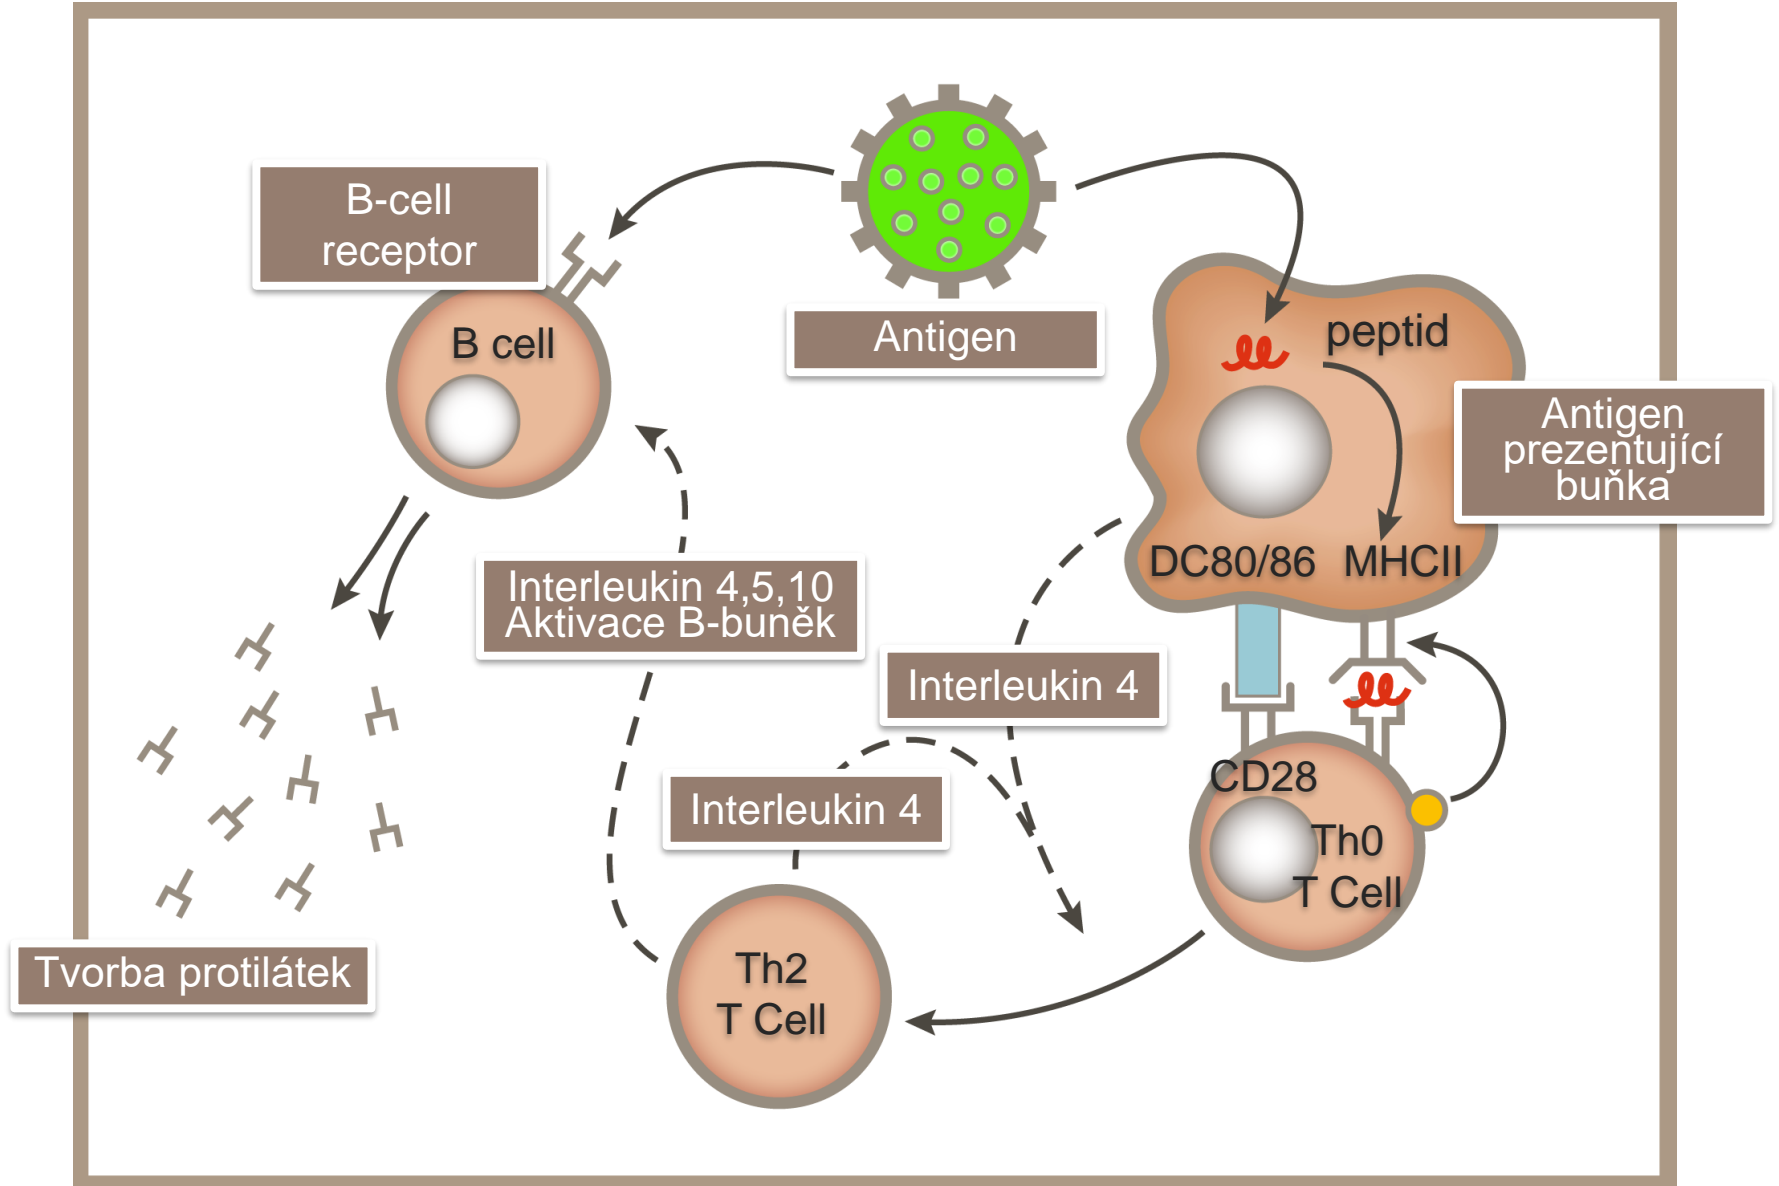 B-cell
receptor
B cell
Antigen
peptid
Antigen
prezentující
buňka
DC80/86
MHCII
Interleukin 4,5,10
Aktivace B-buněk
Interleukin 4
Interleukin 4
CD28
Th0
T Cell
Th2
T Cell
Tvorba protilátek